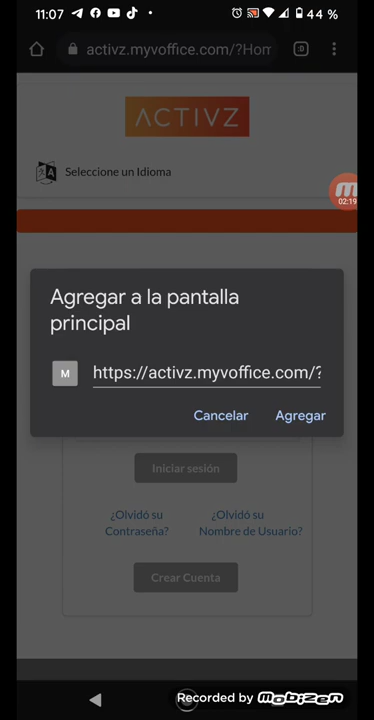 11:07
44 %
activz.myvoffice.com/?Hom
:D
ACTIVZ
Seleccione un Idioma
02:19
Agregar a la pantalla
principal
M
https://activz.myvoffice.com/?
Cancelar
Agregar
Iniciar sesión
¿Olvidó su
Contraseña?
¿Olvidó su
Nombre de Usuario?
Crear Cuenta
Recorded by mobizen